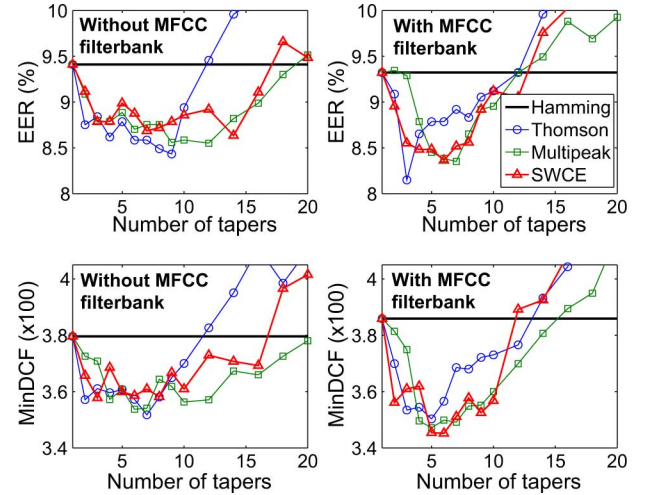 Without MFCC
filterbank
10
9.5
9
8.5
8
EER (%)
5 10 15 20
Number of tapers
With MFCC
filterbank
10
9.5
9
8.5
8
EER (%)
Hamming
Thomson
Multipeak
SWCE
5 10 15 20
Number of tapers
Without MFCC
filterbank
4
3.8
3.6
3.4
MinDCF (x100)
5 10 15 20
Number of tapers
With MFCC
filterbank
4
3.8
3.6
3.4
MinDCF (x100)
5 10 15 20
Number of tapers